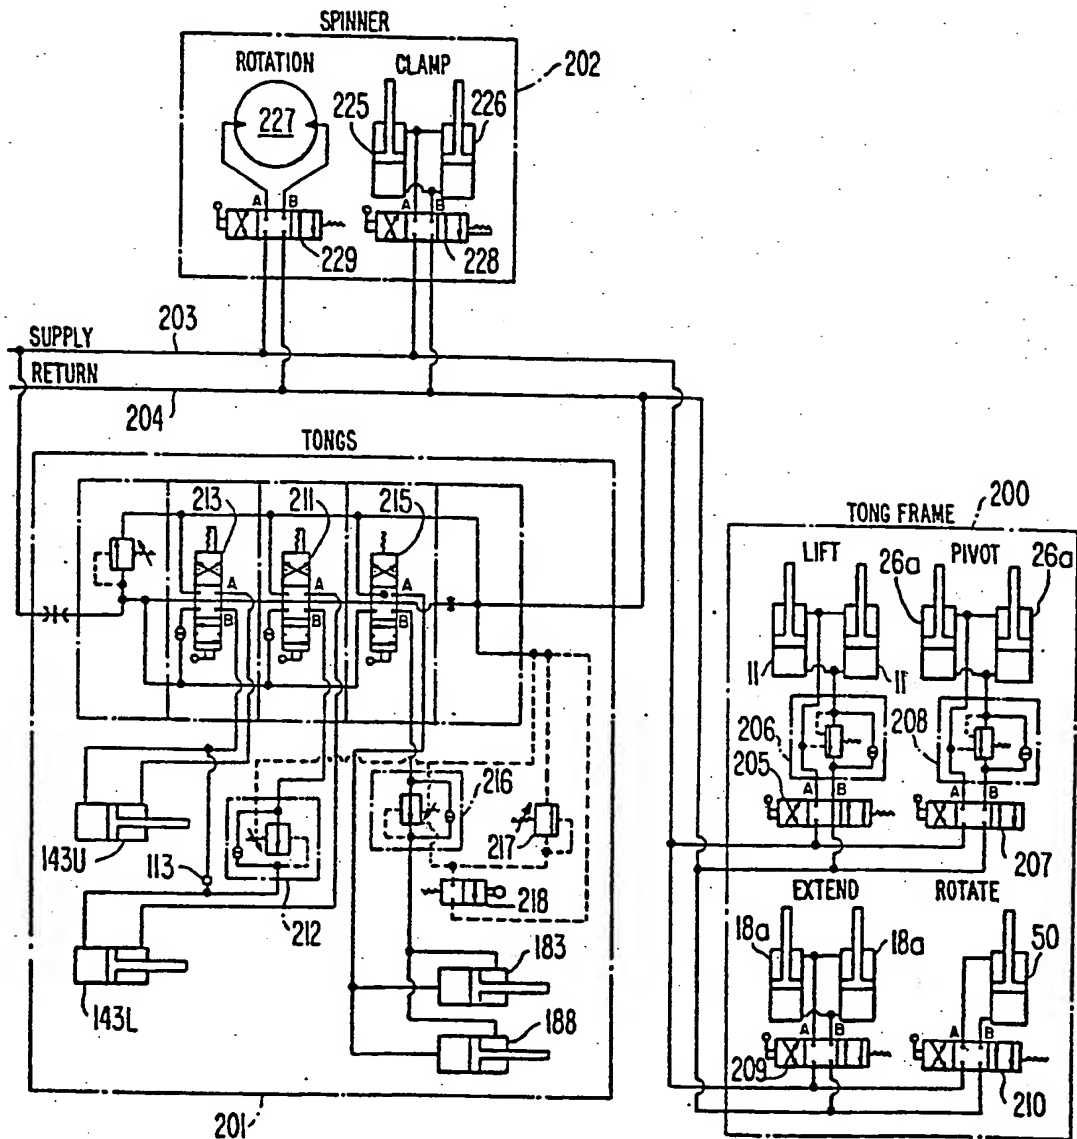 SPINNER
ROTATION CLAMP 202
227 225 226
A B A B
229 228
SUPPLY 203
RETURN
204
TONGS
213 211 215
A A A
B B B
216
217
143U 113
218
212
143L
183
188
201
200
TONG FRAME
LIFT PIVOT
26a 26a
11 11
206 208
205 A B A B
207
EXTEND ROTATE
18a 18a 50
A B A B
209 210